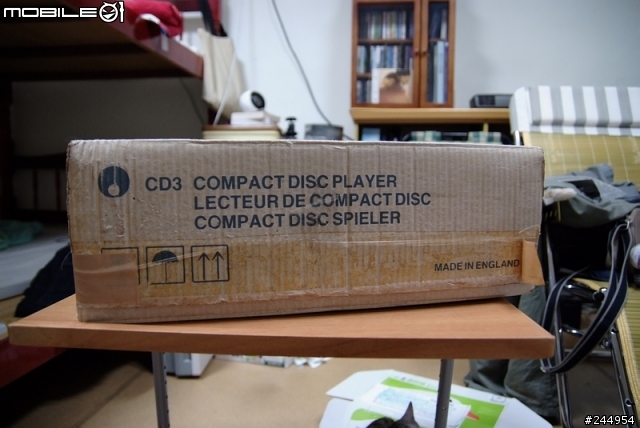 MOBILE01
CD3 COMPACT DISC PLAYER
LECTEUR DE COMPACT DISC
COMPACT DISC SPIELER
MADE IN ENGLAND
#244954